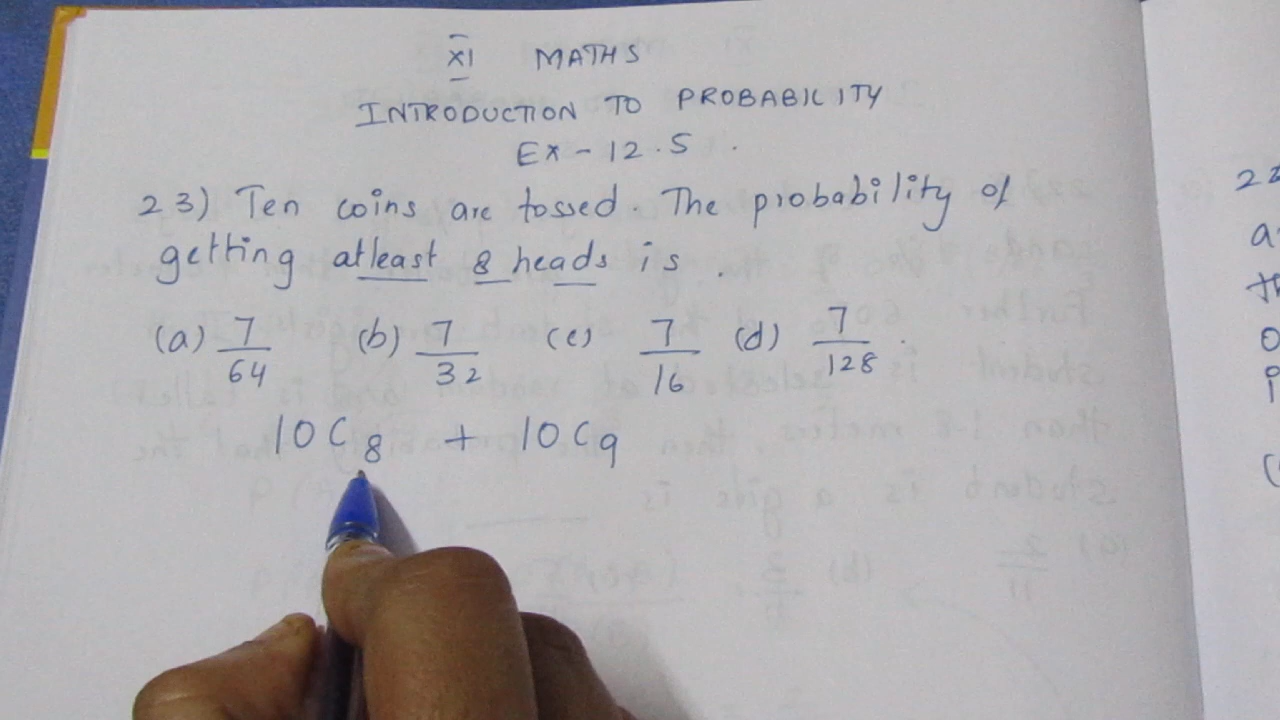 XI MATHS
INTRODUCTION TO PROBABILITY
EX - 12.5.
23) Ten coins are tossed. The probability of
getting atleast 8 heads is.
(a) 7/64 (b) 7/32 (c) 7/16 (d) 7/128.
10C8 + 10C9